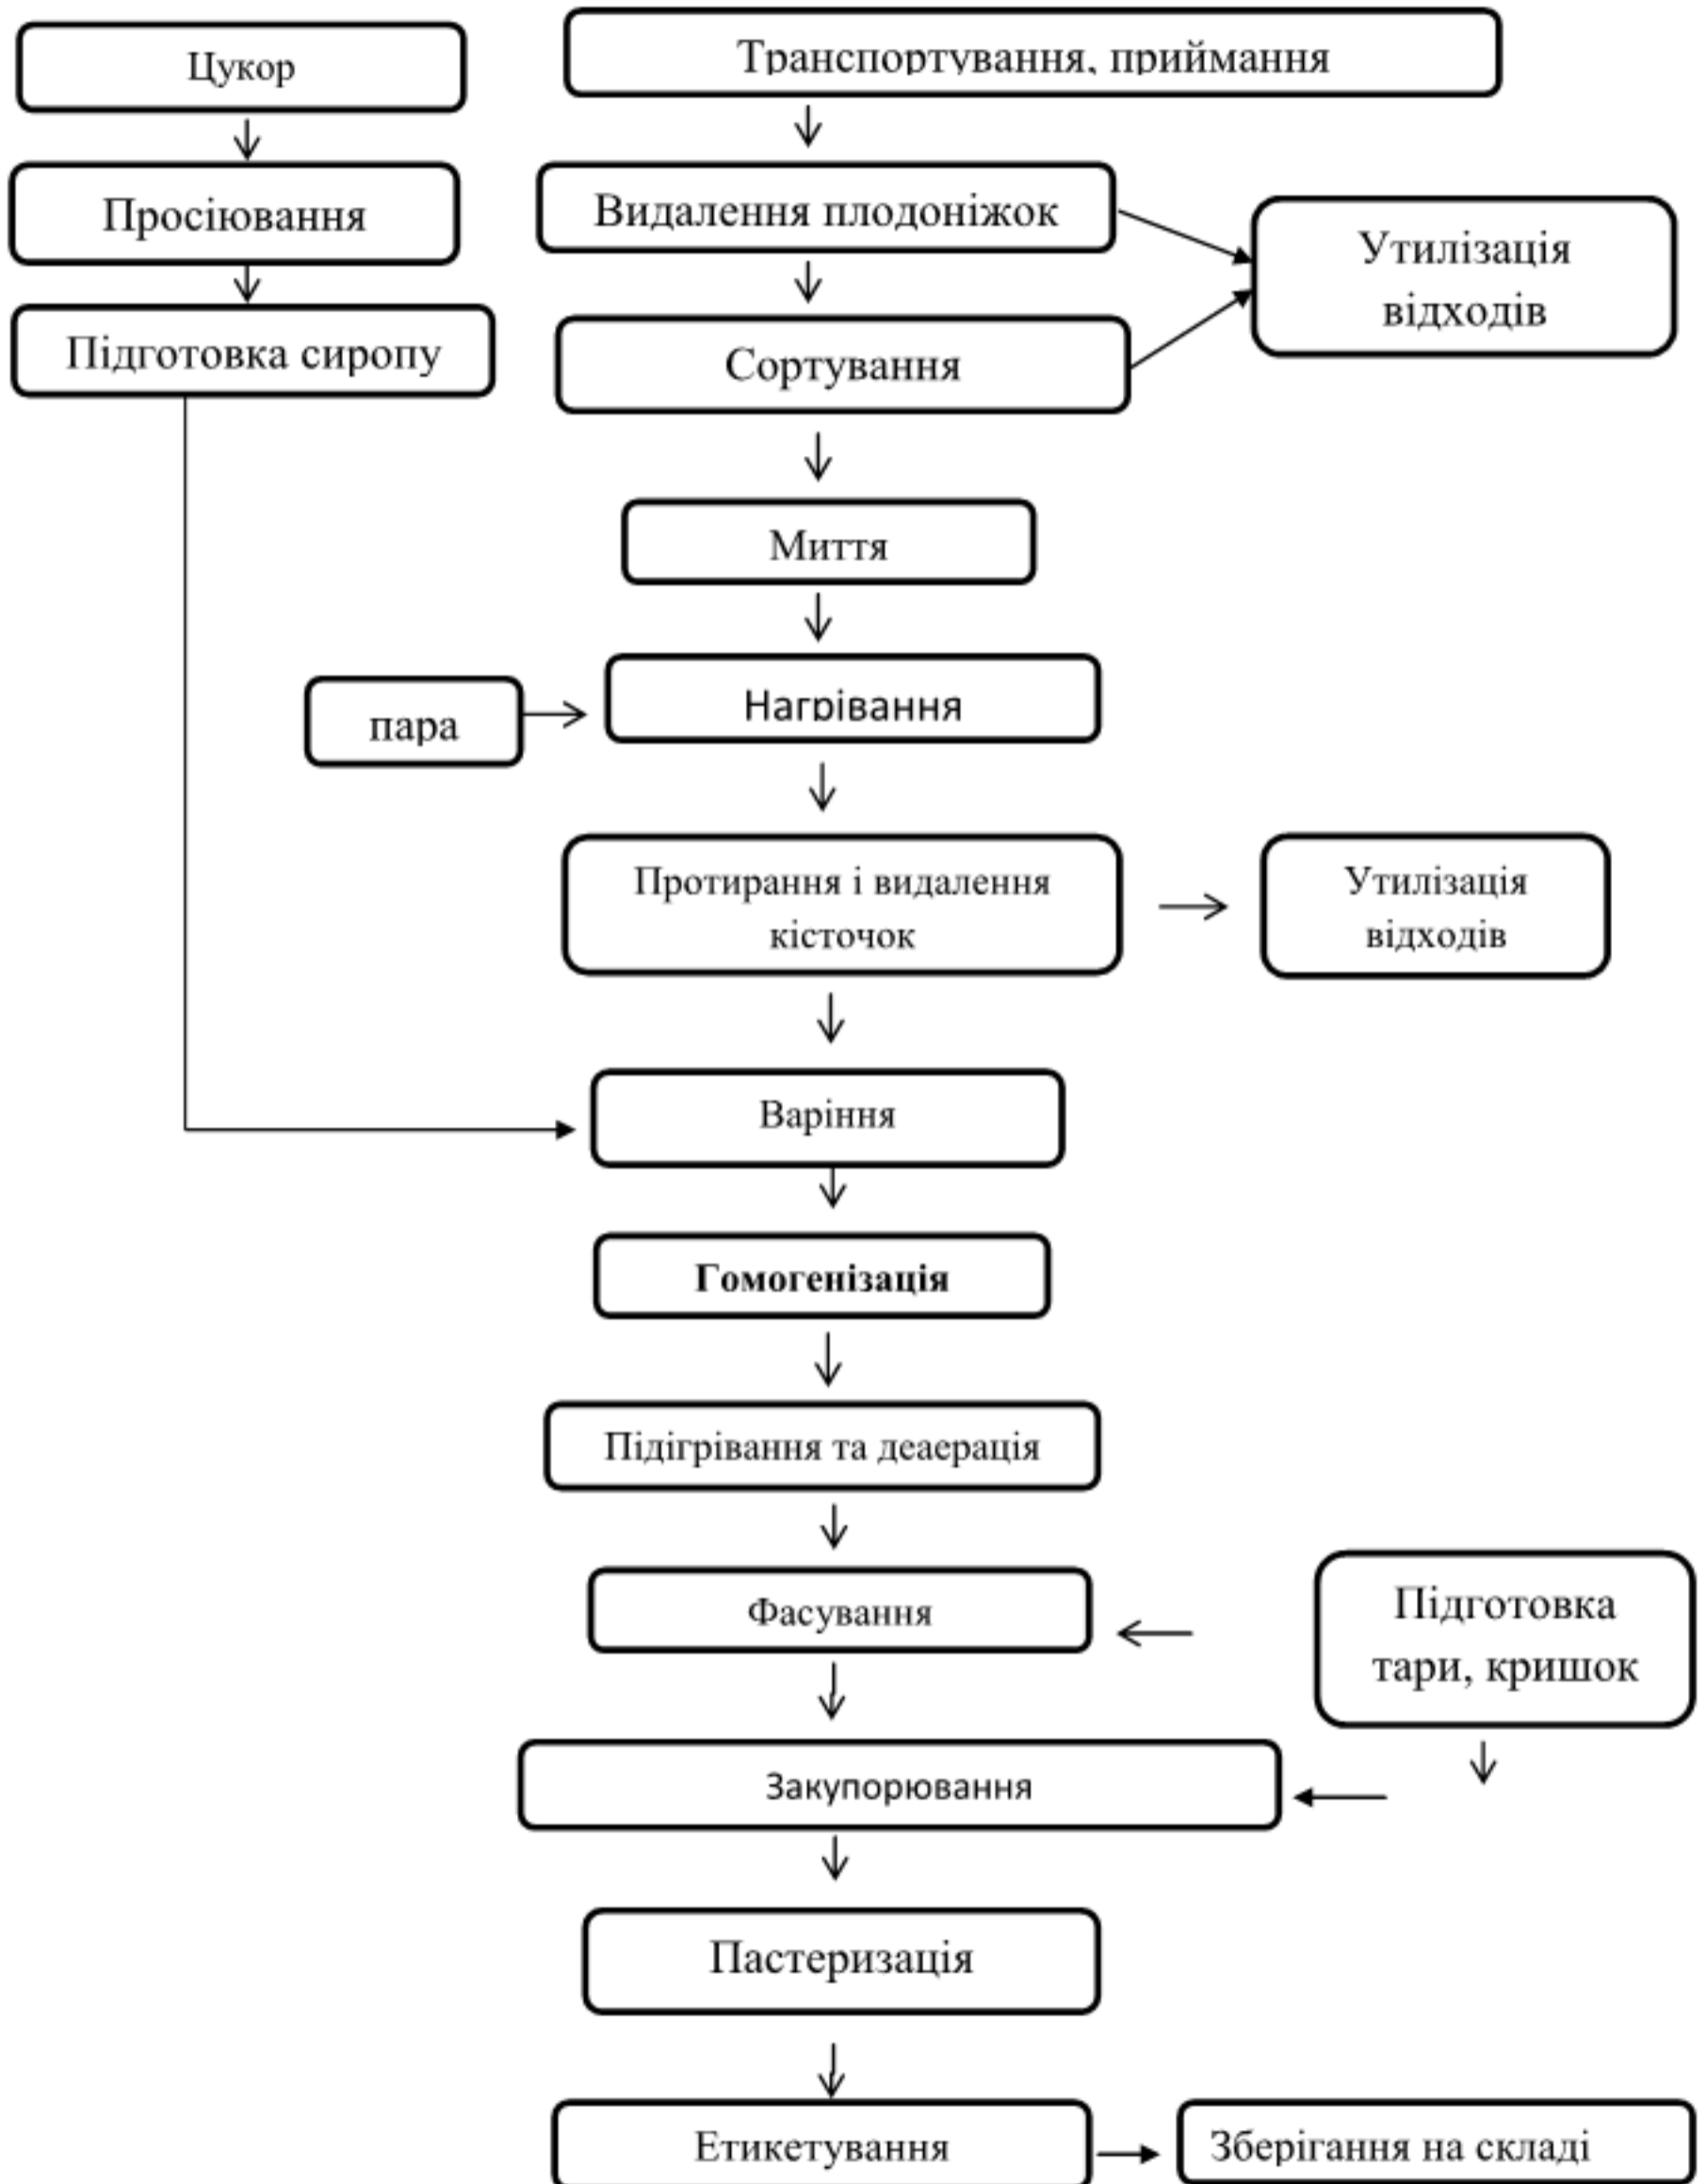 Цукор
Транспортування, приймання
Просіювання
Видалення плодоніжок
Утилізація
відходів
Підготовка сиропу
Сортування
Миття
пара
Нагрівання
Протирання і видалення
кісточок
Утилізація
відходів
Варіння
Гомогенізація
Підігрівання та деаерація
Фасування
Підготовка
тари, кришок
Закупорювання
Пастеризація
Етикетування
Зберігання на складі